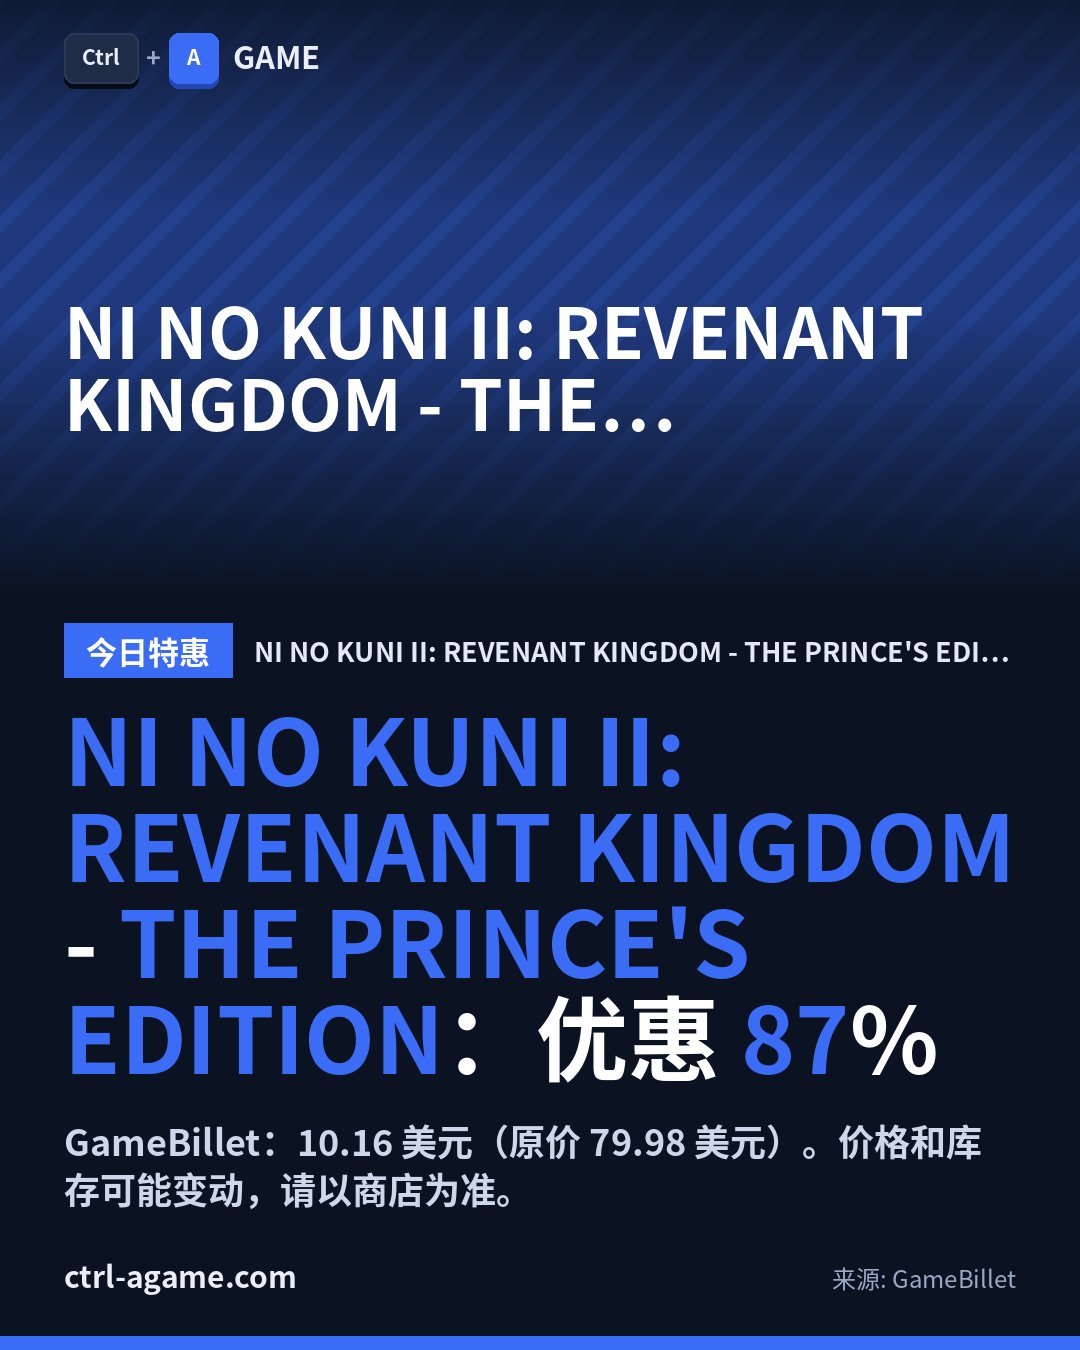 Ctrl + A GAME
NI NO KUNI II: REVENANT
KINGDOM - THE...
今日特惠 NI NO KUNI II: REVENANT KINGDOM - THE PRINCE'S EDI...
NI NO KUNI II:
REVENANT KINGDOM
- THE PRINCE'S
EDITION：优惠 87%
GameBillet：10.16 美元（原价 79.98 美元）。价格和库
存可能变动，请以商店为准。
ctrl-agame.com
来源: GameBillet